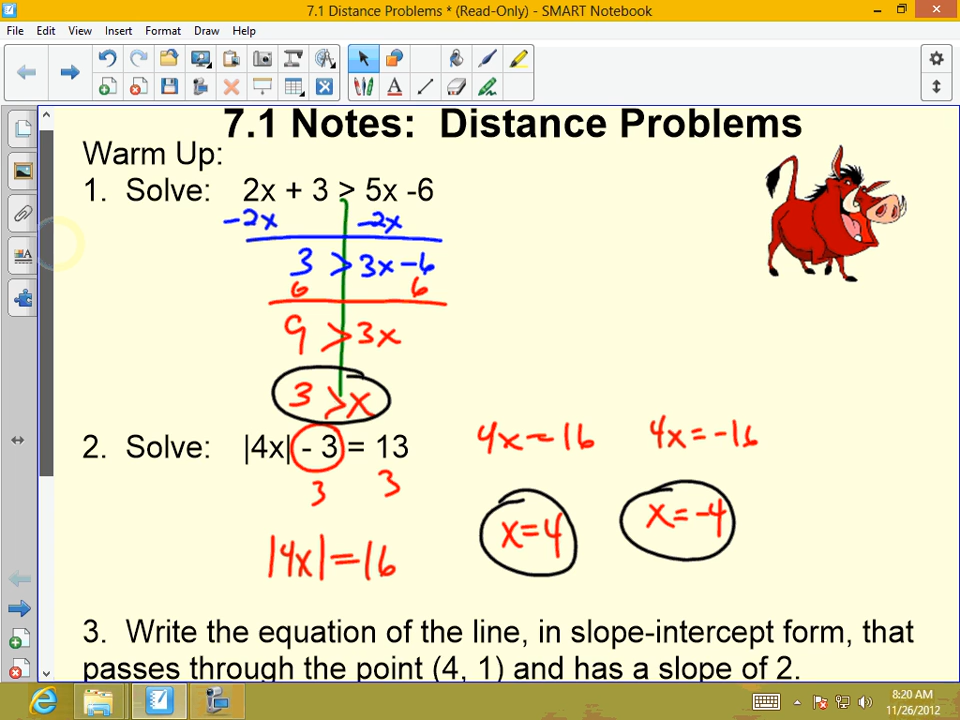 7.1 Distance Problems * (Read-Only) - SMART Notebook
File Edit View Insert Format Draw Help
7.1 Notes: Distance Problems
Warm Up:
1. Solve: 2x + 3 > 5x -6
-2x -2x
3 > 3x - 6
6 6
9 > 3x
3 > x
2. Solve: |4x| - 3 = 13
3 3
|4x| = 16
4x = 16 4x = -16
x = 4 x = -4
3. Write the equation of the line, in slope-intercept form, that
passes through the point (4, 1) and has a slope of 2.
8:20 AM
11/26/2012